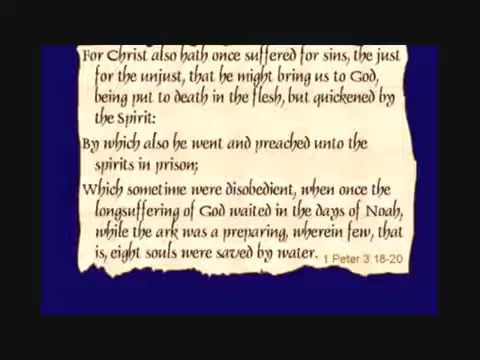 For Christ also hath once suffered for sins, the just
for the unjust, that he might bring us to God,
being put to death in the flesh, but quickened by
the Spirit:
By which also he went and preached unto the
spirits in prison;
Which sometime were disobedient, when once the
longsuffering of God waited in the days of Noah,
while the ark was a preparing, wherein few, that
is, eight souls were saved by water.
1 Peter 3:18-20